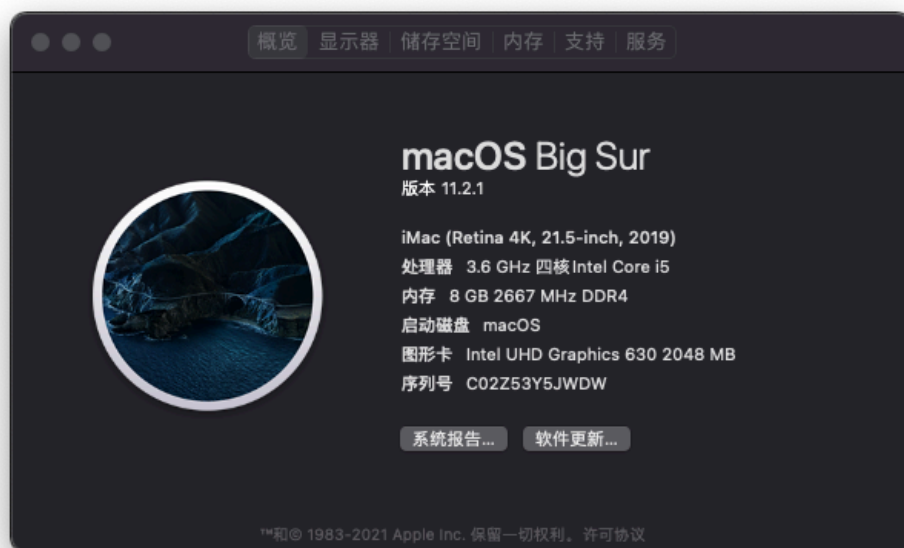 概览 显示器 储存空间 内存 支持 服务
macOS Big Sur
版本 11.2.1
iMac (Retina 4K, 21.5-inch, 2019)
处理器 3.6 GHz 四核Intel Core i5
内存 8 GB 2667 MHz DDR4
启动磁盘 macOS
图形卡 Intel UHD Graphics 630 2048 MB
序列号 C02Z53Y5JWDW
系统报告... 软件更新...
™和© 1983-2021 Apple Inc. 保留一切权利。许可协议